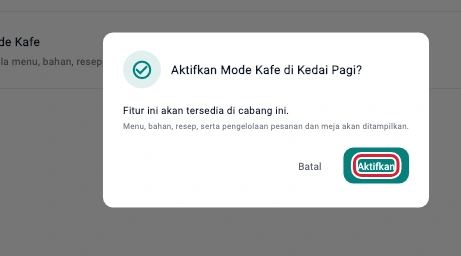 de Kafe
la menu, bahan, resep
Aktifkan Mode Kafe di Kedai Pagi?
Fitur ini akan tersedia di cabang ini.
Menu, bahan, resep, serta pengelolaan pesanan dan meja akan ditampilkan.
Batal
Aktifkan